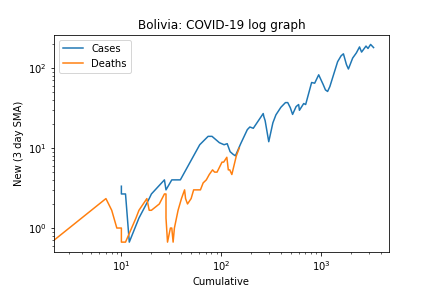 Bolivia: COVID-19 log graph
Cases
Deaths
New (3 day SMA)
10²
10¹
10⁰
10¹
10²
10³
Cumulative